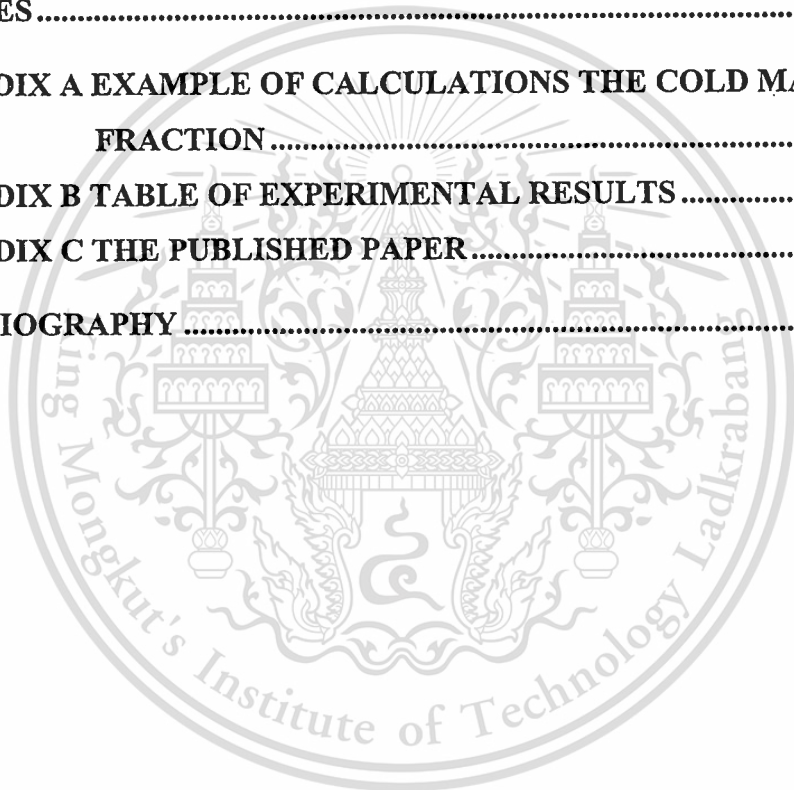 ES ........................................................................
DIX A EXAMPLE OF CALCULATIONS THE COLD MA
FRACTION ........................................................
DIX B TABLE OF EXPERIMENTAL RESULTS ..............
DIX C THE PUBLISHED PAPER ..................................
IOGRAPHY ..............................................................
King Mongkut's Institute of Technology Ladkrabang